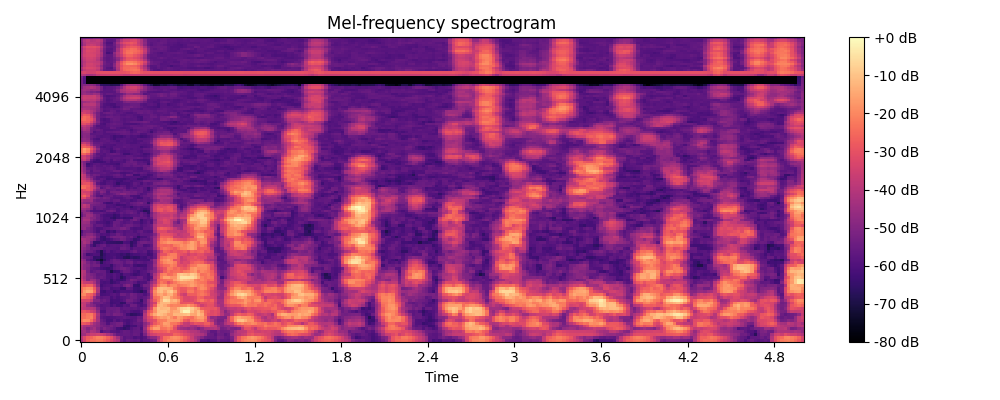 Mel-frequency spectrogram
+0 dB
-10 dB
4096
-20 dB
2048
-30 dB
Hz
-40 dB
1024
-50 dB
512
-60 dB
-70 dB
0
-80 dB
0 0.6 1.2 1.8 2.4 3 3.6 4.2 4.8
Time